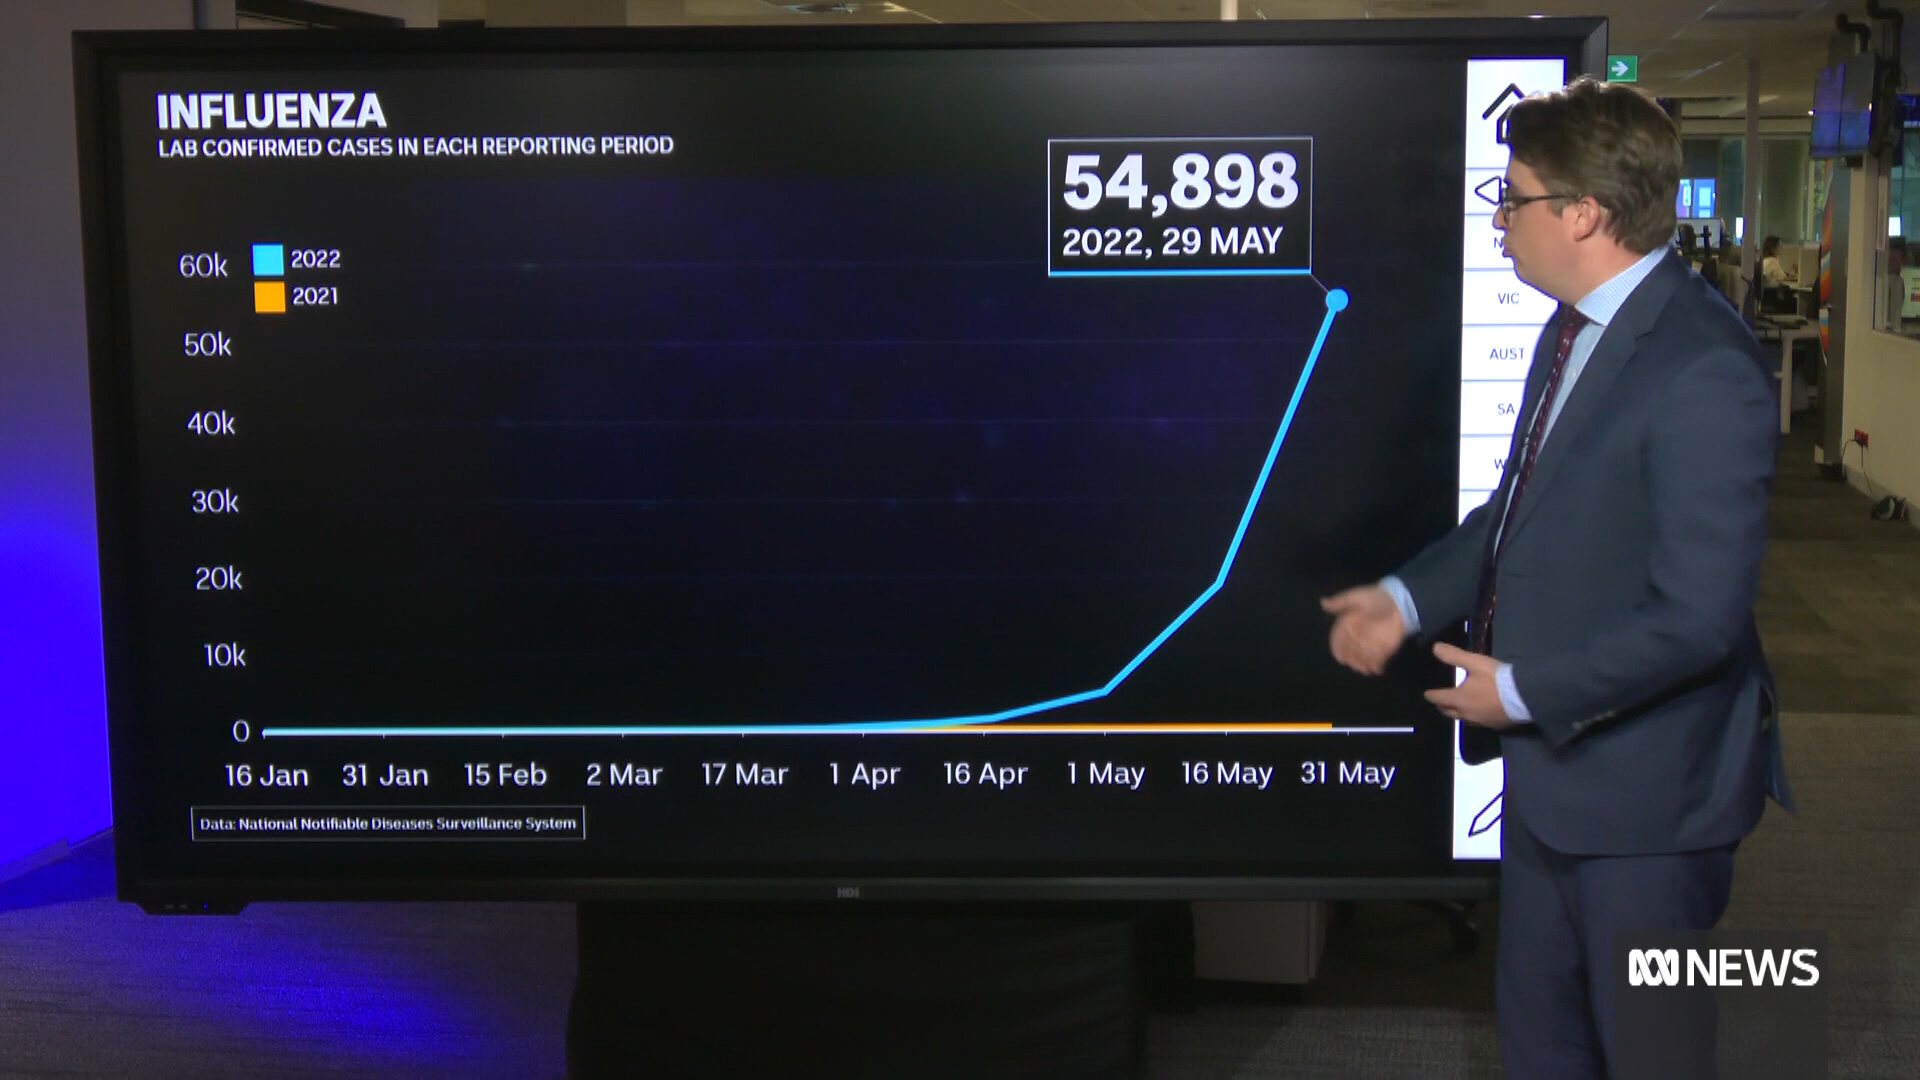 INFLUENZA
LAB CONFIRMED CASES IN EACH REPORTING PERIOD
54,898
2022, 29 MAY
2022
2021
60k
50k
40k
30k
20k
10k
0
16 Jan
31 Jan
15 Feb
2 Mar
17 Mar
1 Apr
16 Apr
1 May
16 May
31 May
Data: National Notifiable Diseases Surveillance System
VIC
AUST
SA
NEWS